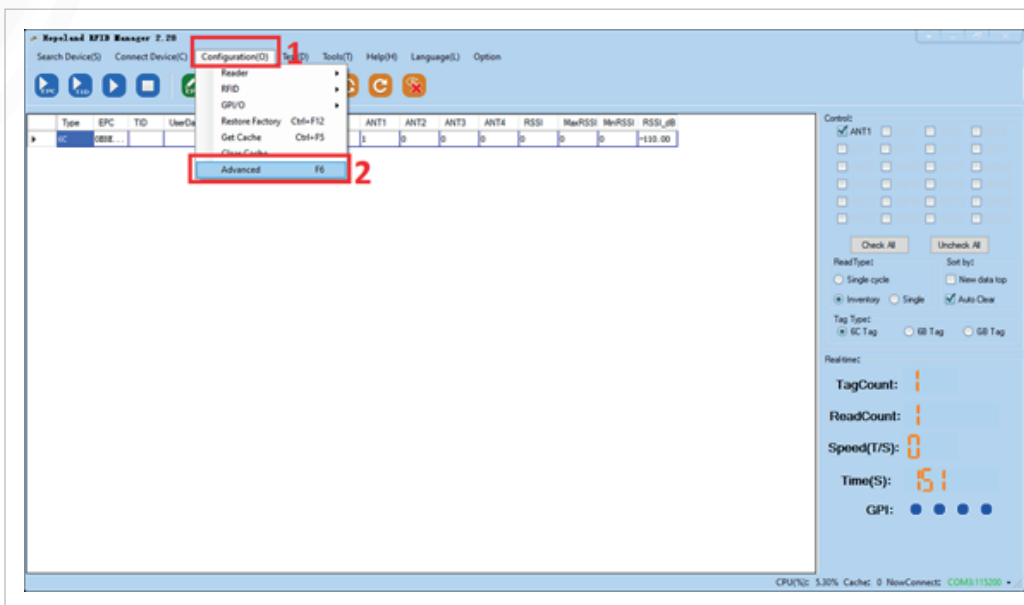 Hopeland RFID Manager 2.28
Search Device(S) Connect Device(C) Configuration(O) 1 Tools(T) Help(H) Language(L) Option
Reader
RFID
GPI/O
Restore Factory Ctrl+F12
Get Cache Ctrl+F5
Clear Cache
Advanced F6 2
Type EPC TID ANT1 ANT2 ANT3 ANT4 RSSI MaxRSSI MinRSSI RSSI_dB
6C 1 0 0 0 0 0 0 -110.00
Control:
ANT1
Check All Uncheck All
ReadType: Sort by:
Single cycle New data top
Inventory Single Auto Clear
Tag Type:
6C Tag 6B Tag GB Tag
Realtime:
TagCount: 1
ReadCount: 1
Speed(T/S): 0
Time(S): 151
GPI:
CPU(%): 5.30% Cache: 0 NowConnect: COM3:115200